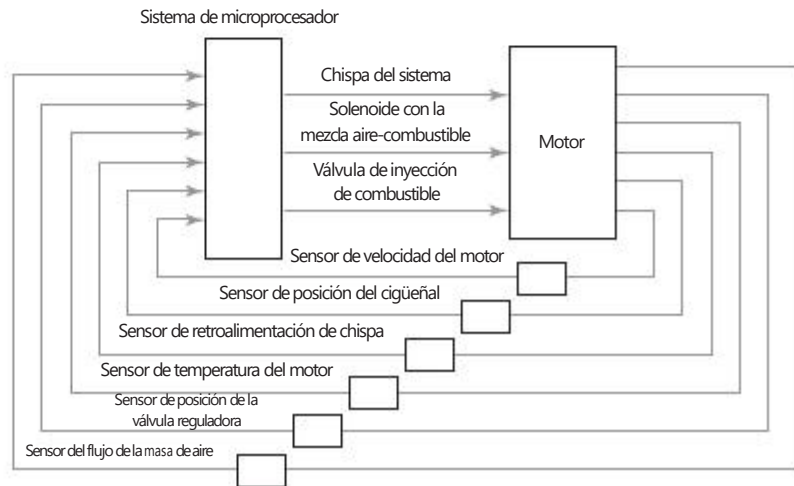 Sistema de microprocesador
Chispa del sistema
Solenoide con la
mezcla aire-combustible
Motor
Válvula de inyección
de combustible
Sensor de velocidad del motor
Sensor de posición del cigüeñal
Sensor de retroalimentación de chispa
Sensor de temperatura del motor
Sensor de posición de la
válvula reguladora
Sensor del flujo de la masa de aire